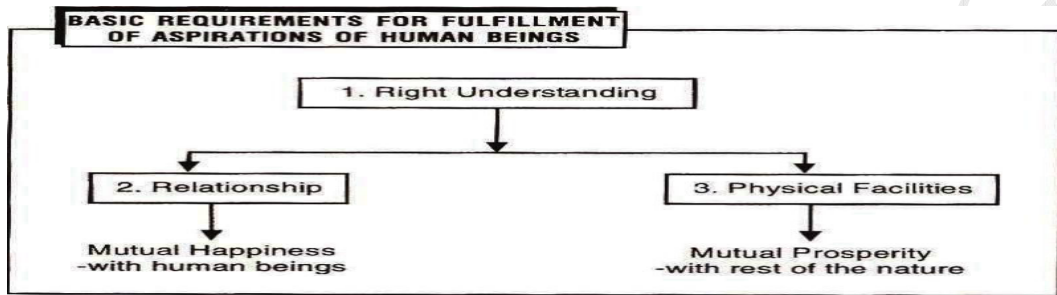 BASIC REQUIREMENTS FOR FULFILLMENT
OF ASPIRATIONS OF HUMAN BEINGS
1. Right Understanding
2. Relationship
3. Physical Facilities
Mutual Happiness
-with human beings
Mutual Prosperity
-with rest of the nature